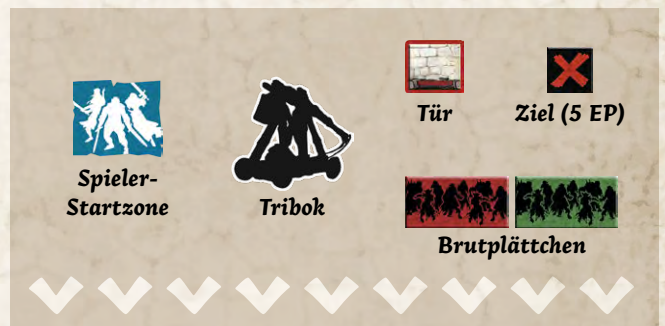 Tür
Ziel (5 EP)
Spieler-
Startzone
Tribok
Brutplättchen